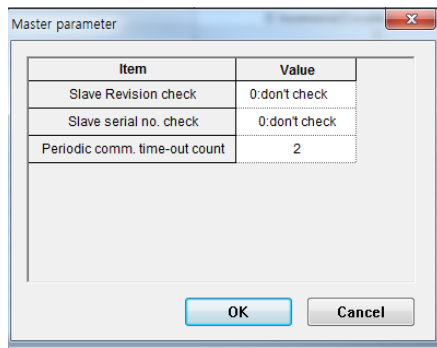 Master parameter
Item Value
Slave Revision check 0:don't check
Slave serial no. check 0:don't check
Periodic comm. time-out count 2
OK Cancel